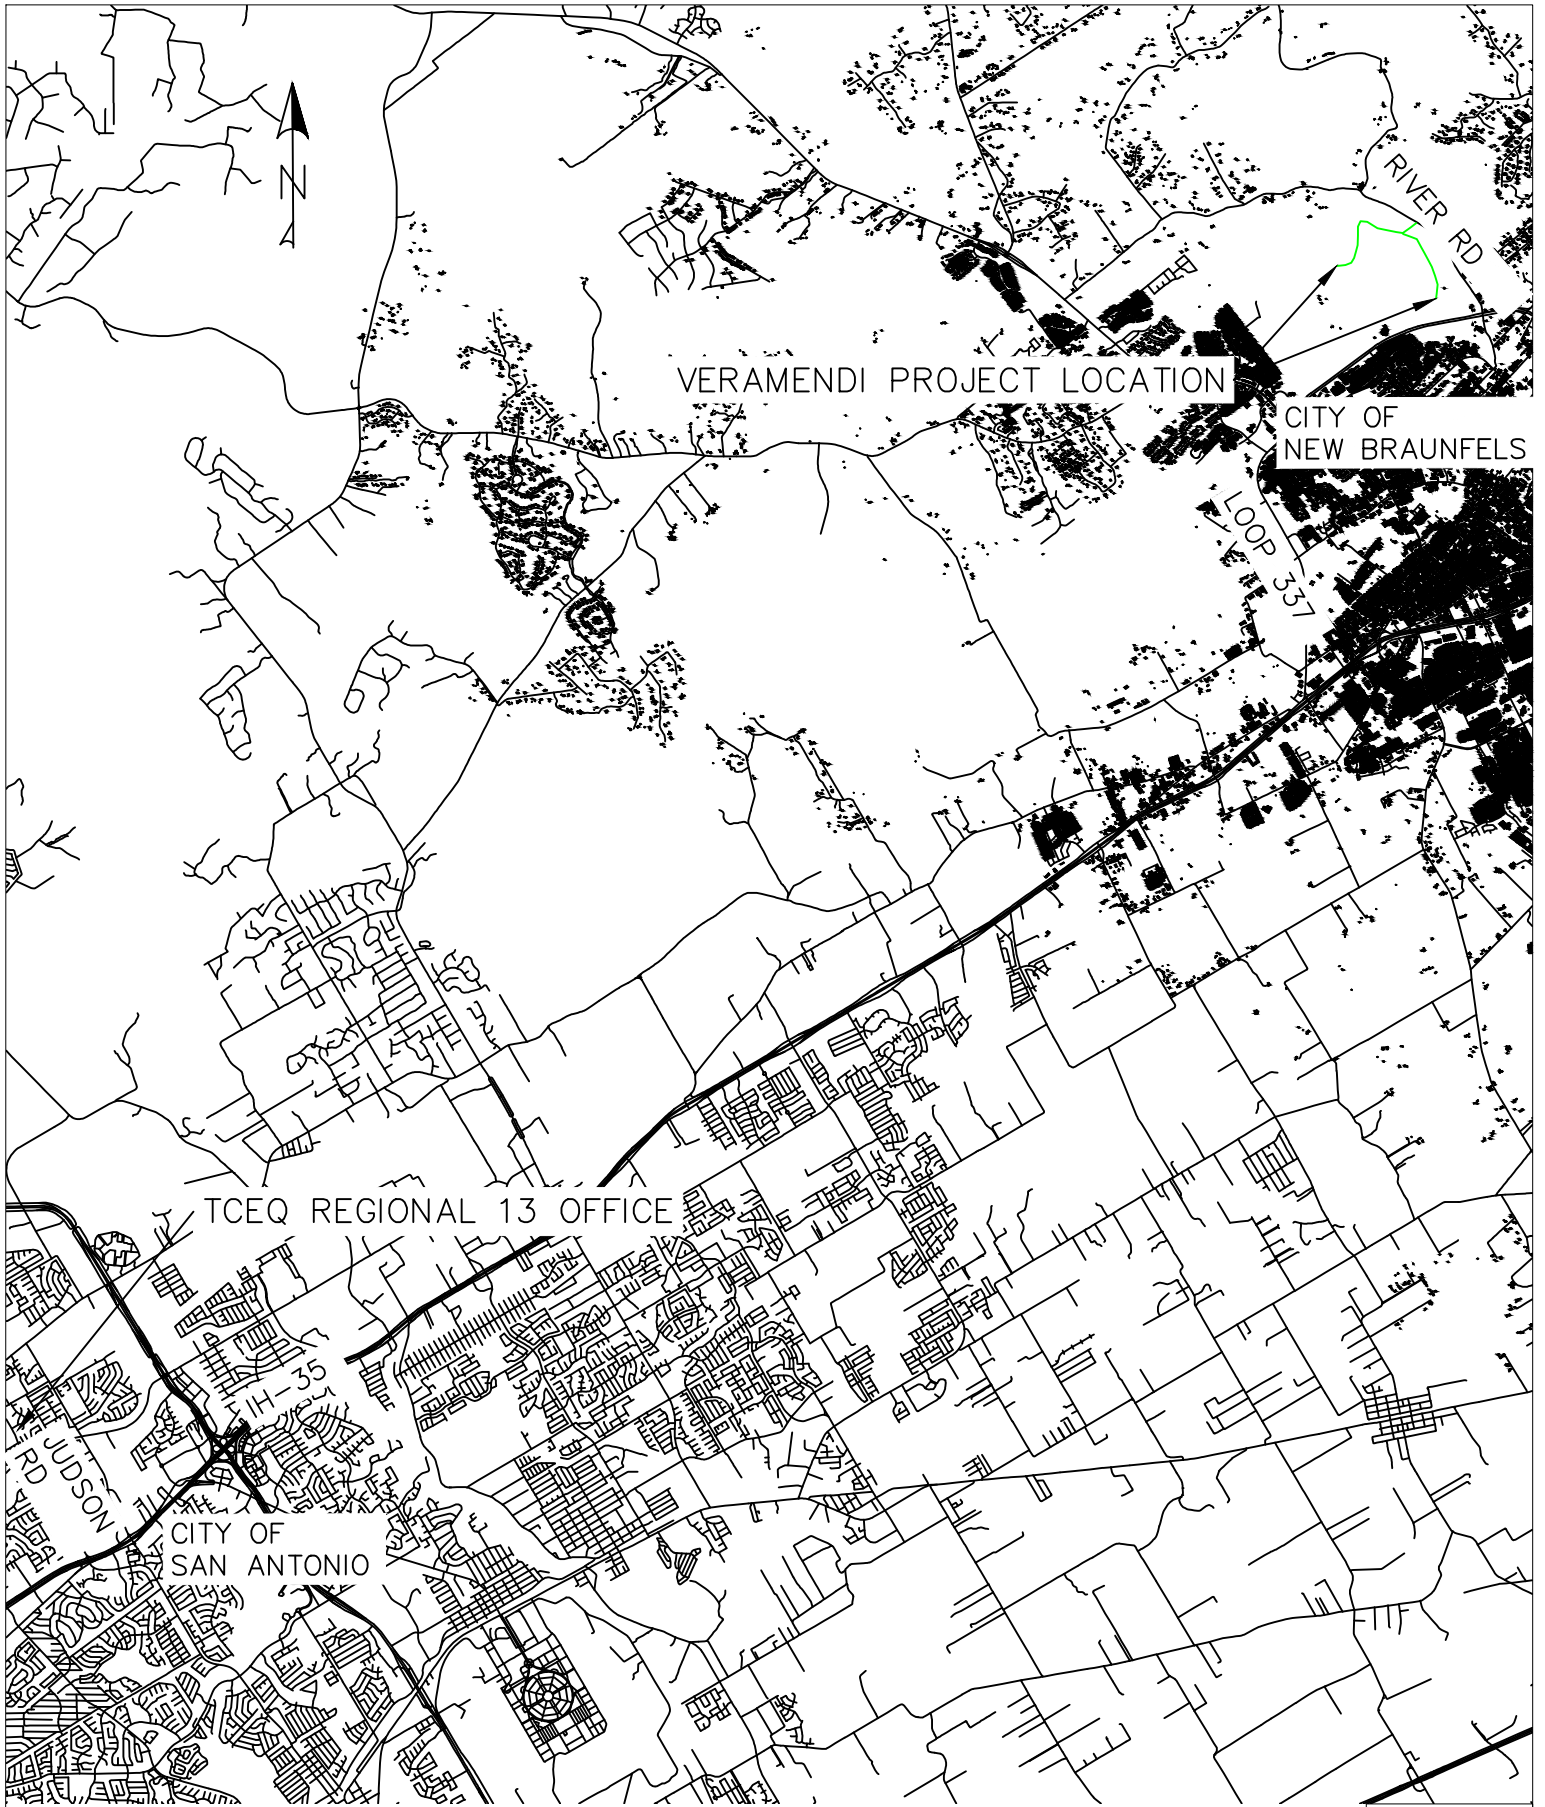 N
RIVER RD
VERAMENDI PROJECT LOCATION
CITY OF
NEW BRAUNFELS
LOOP 337
TCEQ REGIONAL 13 OFFICE
IH-35
JUDSON
RD
CITY OF
SAN ANTONIO